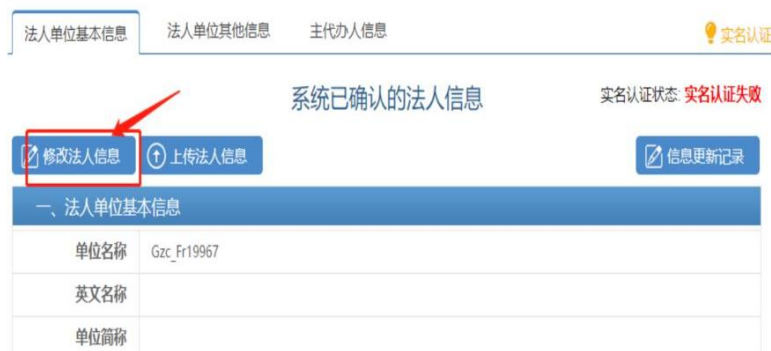 法人单位基本信息 法人单位其他信息 主代办人信息 实名认证
系统已确认的法人信息 实名认证状态: 实名认证失败
修改法人信息 上传法人信息 信息更新记录
一、法人单位基本信息
单位名称 Gzc_Fr19967
英文名称
单位简称